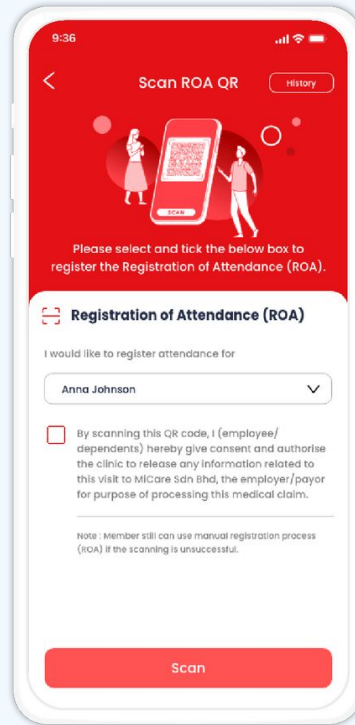 9:36
Scan ROA QR
History
SCAN
Please select and tick the below box to
register the Registration of Attendance (ROA).
Registration of Attendance (ROA)
I would like to register attendance for
Anna Johnson
By scanning this QR code, I (employee/
dependents) hereby give consent and authorise
the clinic to release any information related to
this visit to MiCare Sdn Bhd, the employer/payor
for purpose of processing this medical claim.
Note : Member still can use manual registration process
(ROA) if the scanning is unsuccessful.
Scan